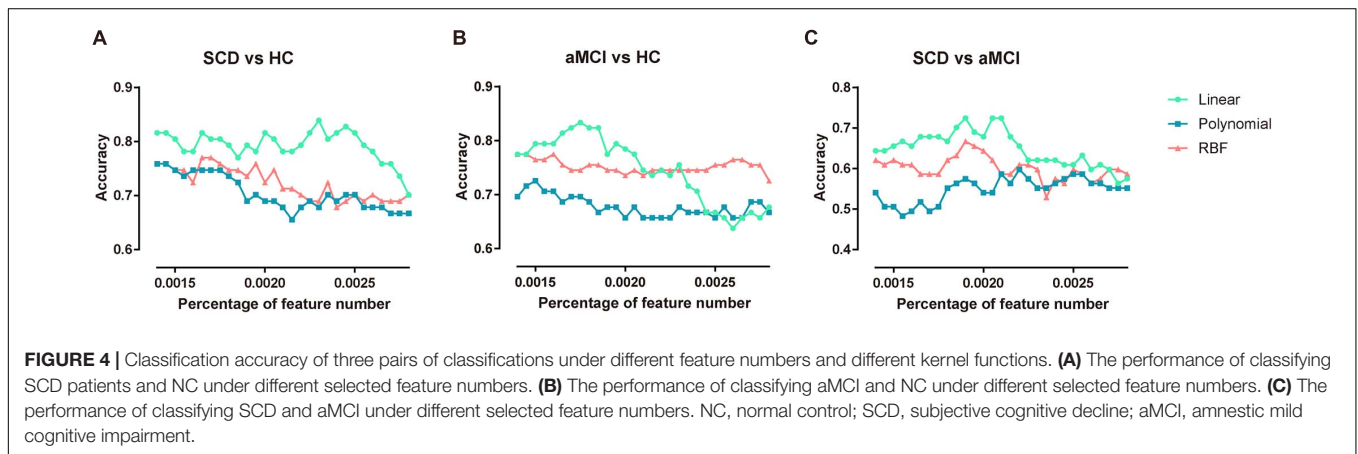 A
SCD vs HC
0.9
0.8
0.7
0.6
Accuracy
0.0015 0.0020 0.0025
Percentage of feature number
B
aMCI vs HC
0.9
0.8
0.7
0.6
Accuracy
0.0015 0.0020 0.0025
Percentage of feature number
C
SCD vs aMCI
0.8
0.7
0.6
0.5
0.4
Accuracy
0.0015 0.0020 0.0025
Percentage of feature number
Linear
Polynomial
RBF
FIGURE 4 | Classification accuracy of three pairs of classifications under different feature numbers and different kernel functions. (A) The performance of classifying
SCD patients and NC under different selected feature numbers. (B) The performance of classifying aMCI and NC under different selected feature numbers. (C) The
performance of classifying SCD and aMCI under different selected feature numbers. NC, normal control; SCD, subjective cognitive decline; aMCI, amnestic mild
cognitive impairment.